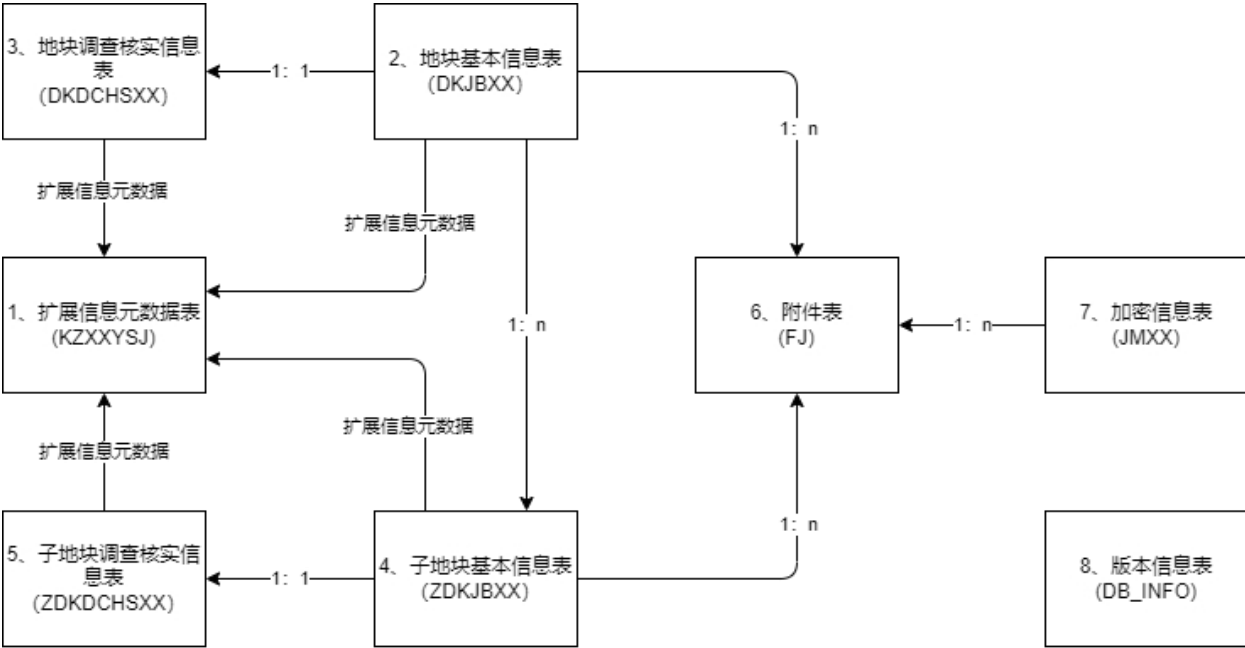 3、地块调查核实信息
表
(DKDCHSXX)
1：1
2、地块基本信息表
(DKJBXX)
1：n
扩展信息元数据
扩展信息元数据
1、扩展信息元数据表
(KZXXYSJ)
1：n
6、附件表
(FJ)
1：n
7、加密信息表
(JMXX)
扩展信息元数据
扩展信息元数据
1：n
5、子地块调查核实信
息表
(ZDKDCHSXX)
1：1
4、子地块基本信息表
(ZDKJBXX)
8、版本信息表
(DB_INFO)